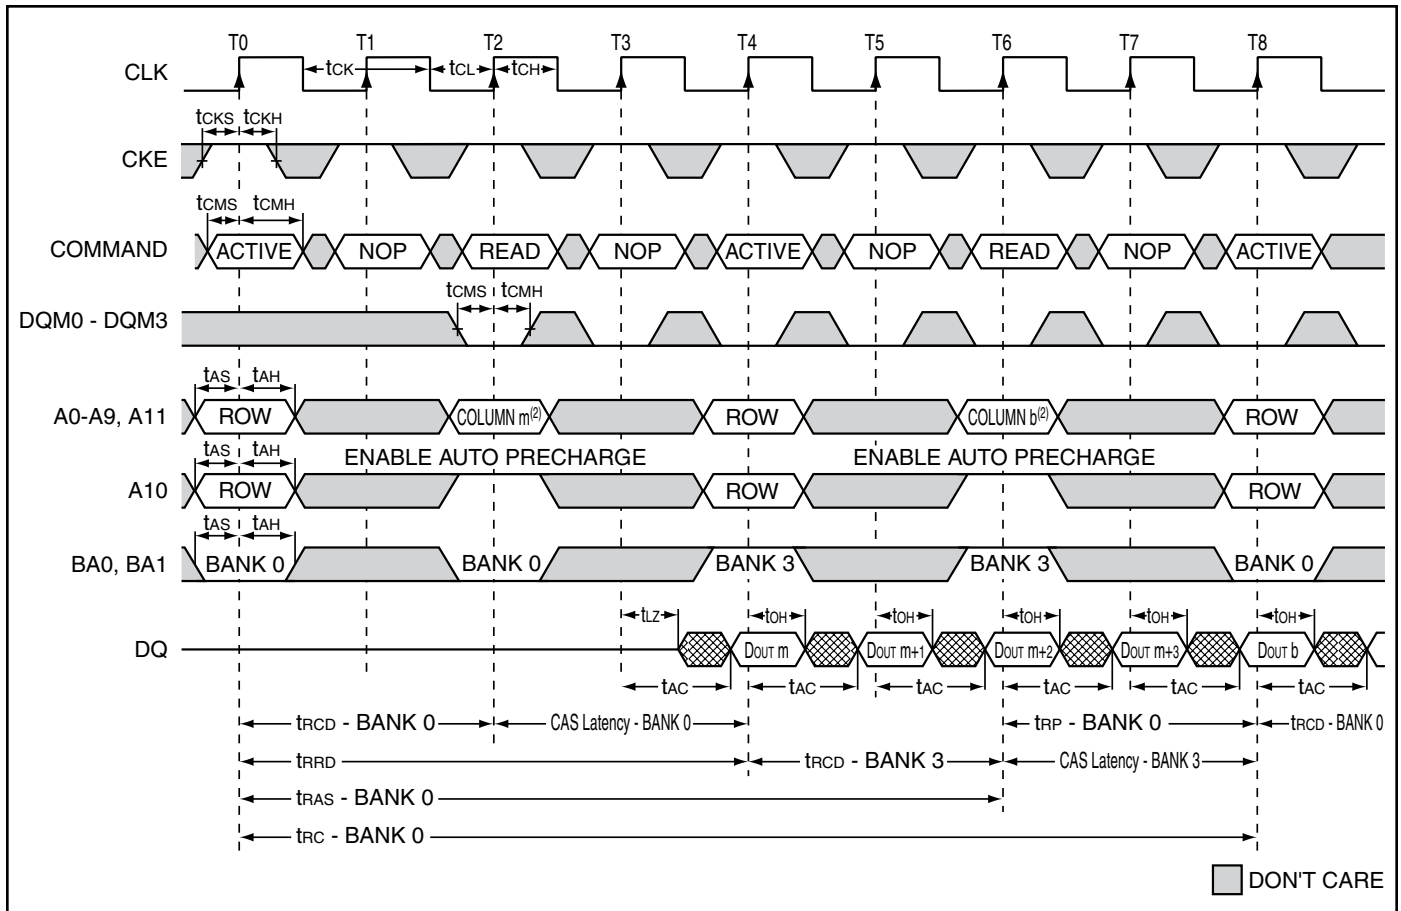 T0 T1 T2 T3 T4 T5 T6 T7 T8
CLK tCK tCL tCH
tCKS tCKH
CKE
tCMS tCMH
COMMAND ACTIVE NOP READ NOP ACTIVE NOP READ NOP ACTIVE
tCMS tCMH
DQM0 - DQM3
tAS tAH
A0-A9, A11 ROW COLUMN m(2) ROW COLUMN b(2) ROW
tAS tAH ENABLE AUTO PRECHARGE ENABLE AUTO PRECHARGE
A10 ROW ROW ROW
tAS tAH
BA0, BA1 BANK 0 BANK 0 BANK 3 BANK 3 BANK 0
tLZ tOH tOH tOH tOH tOH
DQ DOUT m DOUT m+1 DOUT m+2 DOUT m+3 DOUT b
tAC tAC tAC tAC tAC tAC
tRCD - BANK 0 CAS Latency - BANK 0 tRP - BANK 0 tRCD - BANK 0
tRRD tRCD - BANK 3 CAS Latency - BANK 3
tRAS - BANK 0
tRC - BANK 0
DON'T CARE